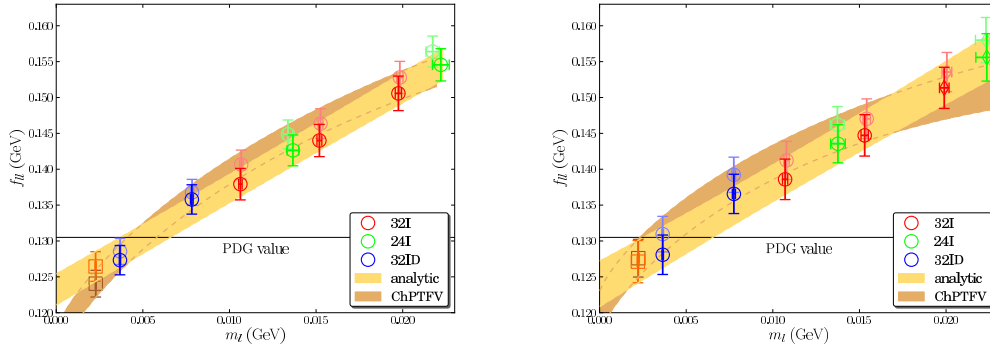 0.160
0.155
0.150
0.145
0.140
0.135
0.130
0.125
0.120
f_ll (GeV)
PDG value
32I
24I
32ID
analytic
ChPTFV
0.000 0.005 0.010 0.015 0.020
m_l (GeV)
0.160
0.155
0.150
0.145
0.140
0.135
0.130
0.125
0.120
f_ll (GeV)
PDG value
32I
24I
32ID
analytic
ChPTFV
0.000 0.005 0.010 0.015 0.020
m_l (GeV)